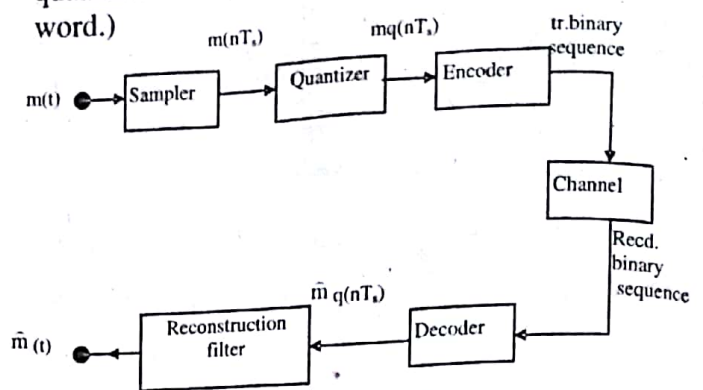 word.)
m(nTₛ)
mq(nTₛ)
tr.binary
sequence
m(t)
Sampler
Quantizer
Encoder
Channel
Recd.
binary
sequence
m̂ q(nTₛ)
Decoder
Reconstruction
filter
m̂ (t)